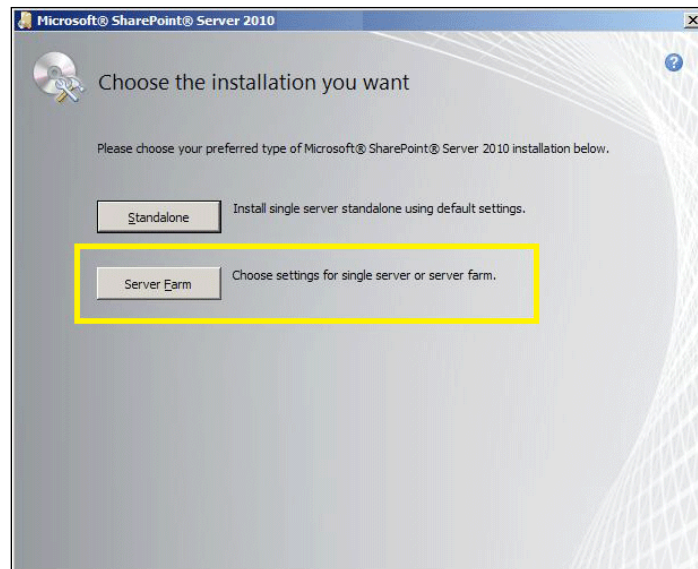 Microsoft® SharePoint® Server 2010
Choose the installation you want
Please choose your preferred type of Microsoft® SharePoint® Server 2010 installation below.
Standalone
Install single server standalone using default settings.
Server Farm
Choose settings for single server or server farm.